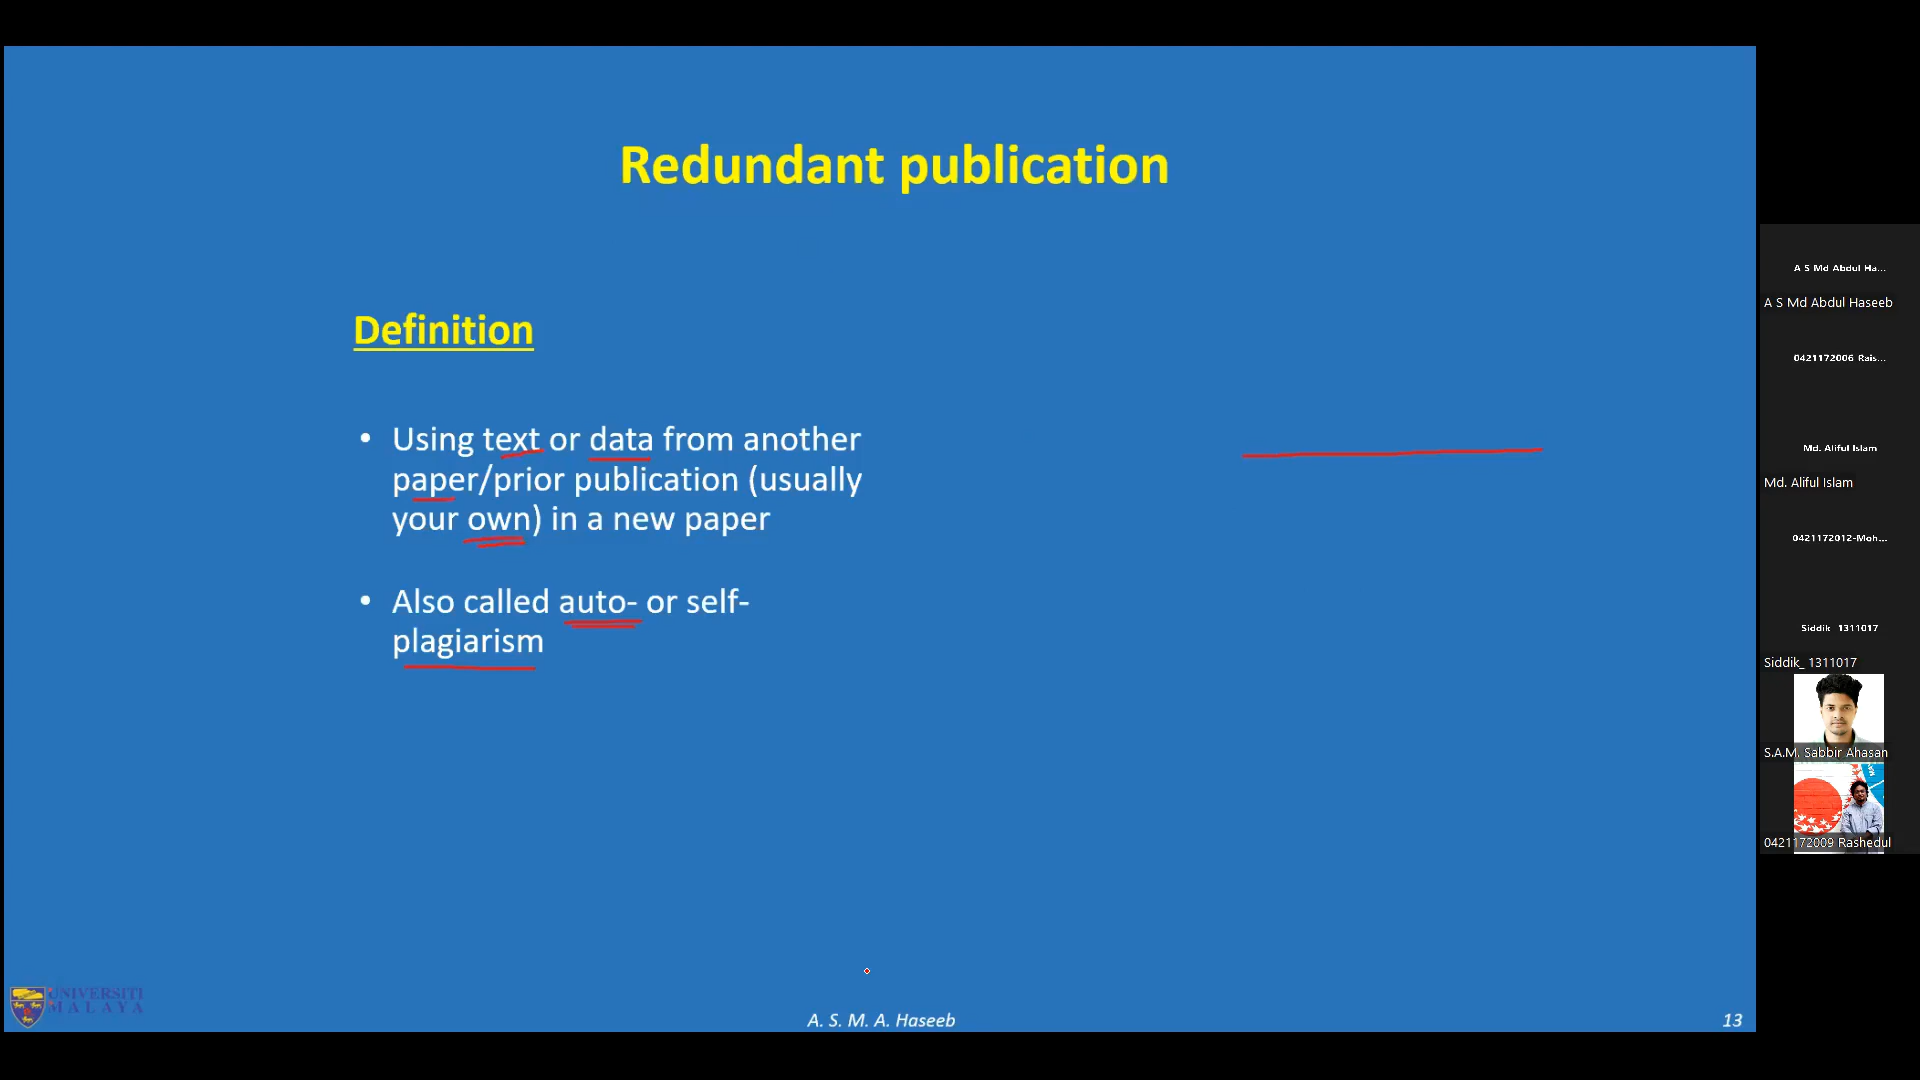 Redundant publication
Definition
• Using text or data from another
paper/prior publication (usually
your own) in a new paper
• Also called auto- or self-
plagiarism
UNIVERSITI
MALAYA
A. S. M. A. Haseeb
13
A S Md Abdul Ha...
A S Md Abdul Haseeb
0421172006 Rais...
Md. Aliful Islam
Md. Aliful Islam
0421172012-Moh...
Siddik_ 1311017
Siddik_ 1311017
S.A.M. Sabbir Ahasan
0421172009 Rashedul